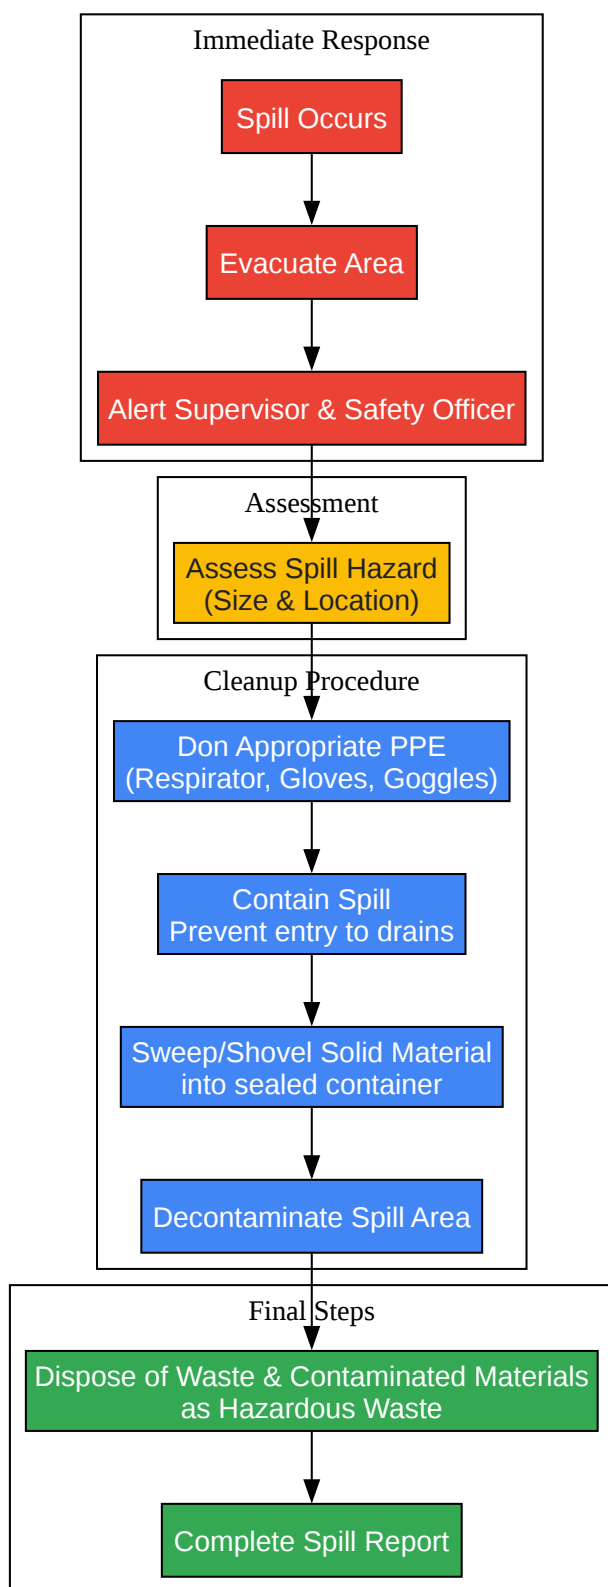 Immediate Response
Spill Occurs
Evacuate Area
Alert Supervisor & Safety Officer
Assessment
Assess Spill Hazard
(Size & Location)
Cleanup Procedure
Don Appropriate PPE
(Respirator, Gloves, Goggles)
Contain Spill
Prevent entry to drains
Sweep/Shovel Solid Material
into sealed container
Decontaminate Spill Area
Final Steps
Dispose of Waste & Contaminated Materials
as Hazardous Waste
Complete Spill Report